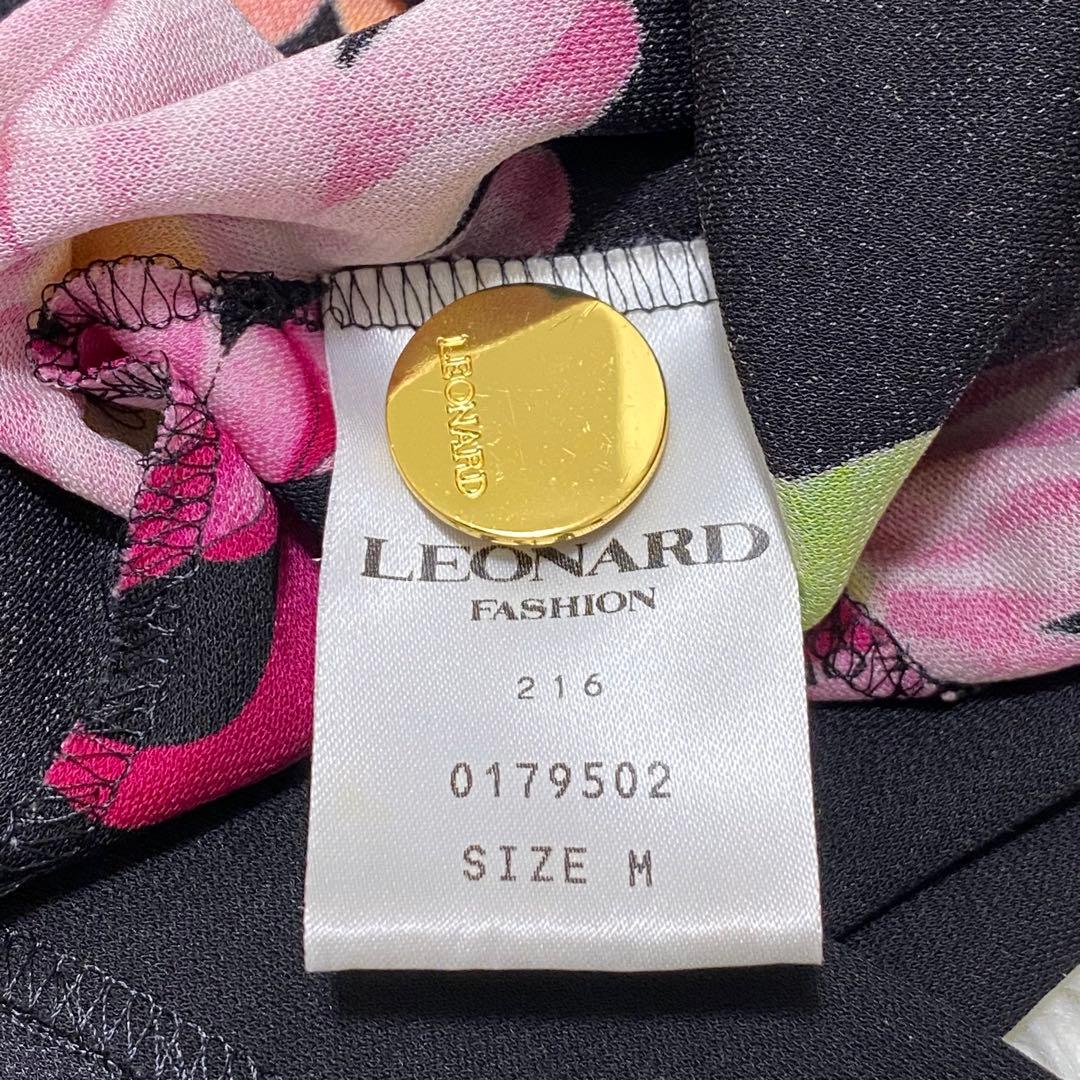 LEONARD
LEONARD
FASHION
216
0179502
SIZE M